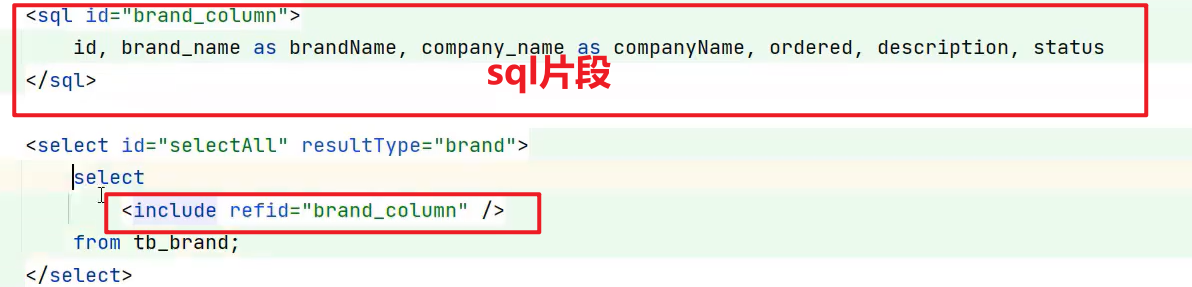 <sql id="brand_column">
id, brand_name as brandName, company_name as companyName, ordered, description, status
sql片段
</sql>
<select id="selectAll" resultType="brand">
select
<include refid="brand_column" />
from tb_brand;
</select>